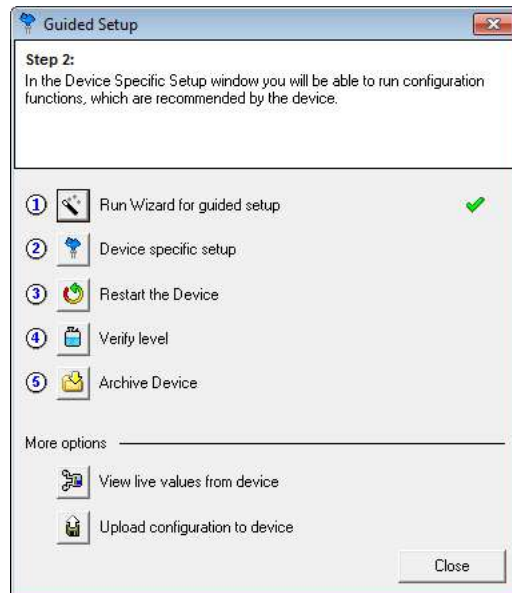 Guided Setup
Step 2:
In the Device Specific Setup window you will be able to run configuration
functions, which are recommended by the device.
1 Run Wizard for guided setup
2 Device specific setup
3 Restart the Device
4 Verify level
5 Archive Device
More options
View live values from device
Upload configuration to device
Close